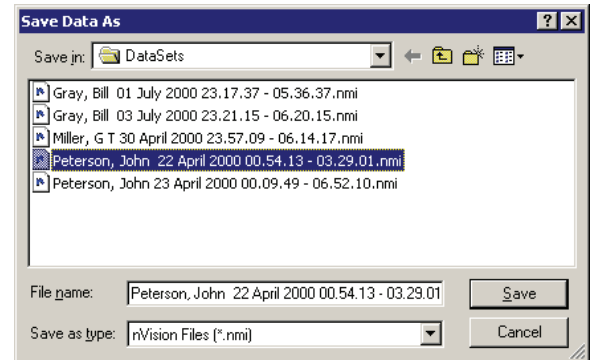 Save Data As
Save in: DataSets
Gray, Bill  01 July 2000 23.17.37 - 05.36.37.nmi
Gray, Bill  03 July 2000 23.21.15 - 06.20.15.nmi
Miller, G T 30 April 2000 23.57.09 - 06.14.17.nmi
Peterson, John  22 April 2000 00.54.13 - 03.29.01.nmi
Peterson, John 23 April 2000 00.09.49 - 06.52.10.nmi
File name: Peterson, John  22 April 2000 00.54.13 - 03.29.01 Save
Save as type: nVision Files (*.nmi) Cancel